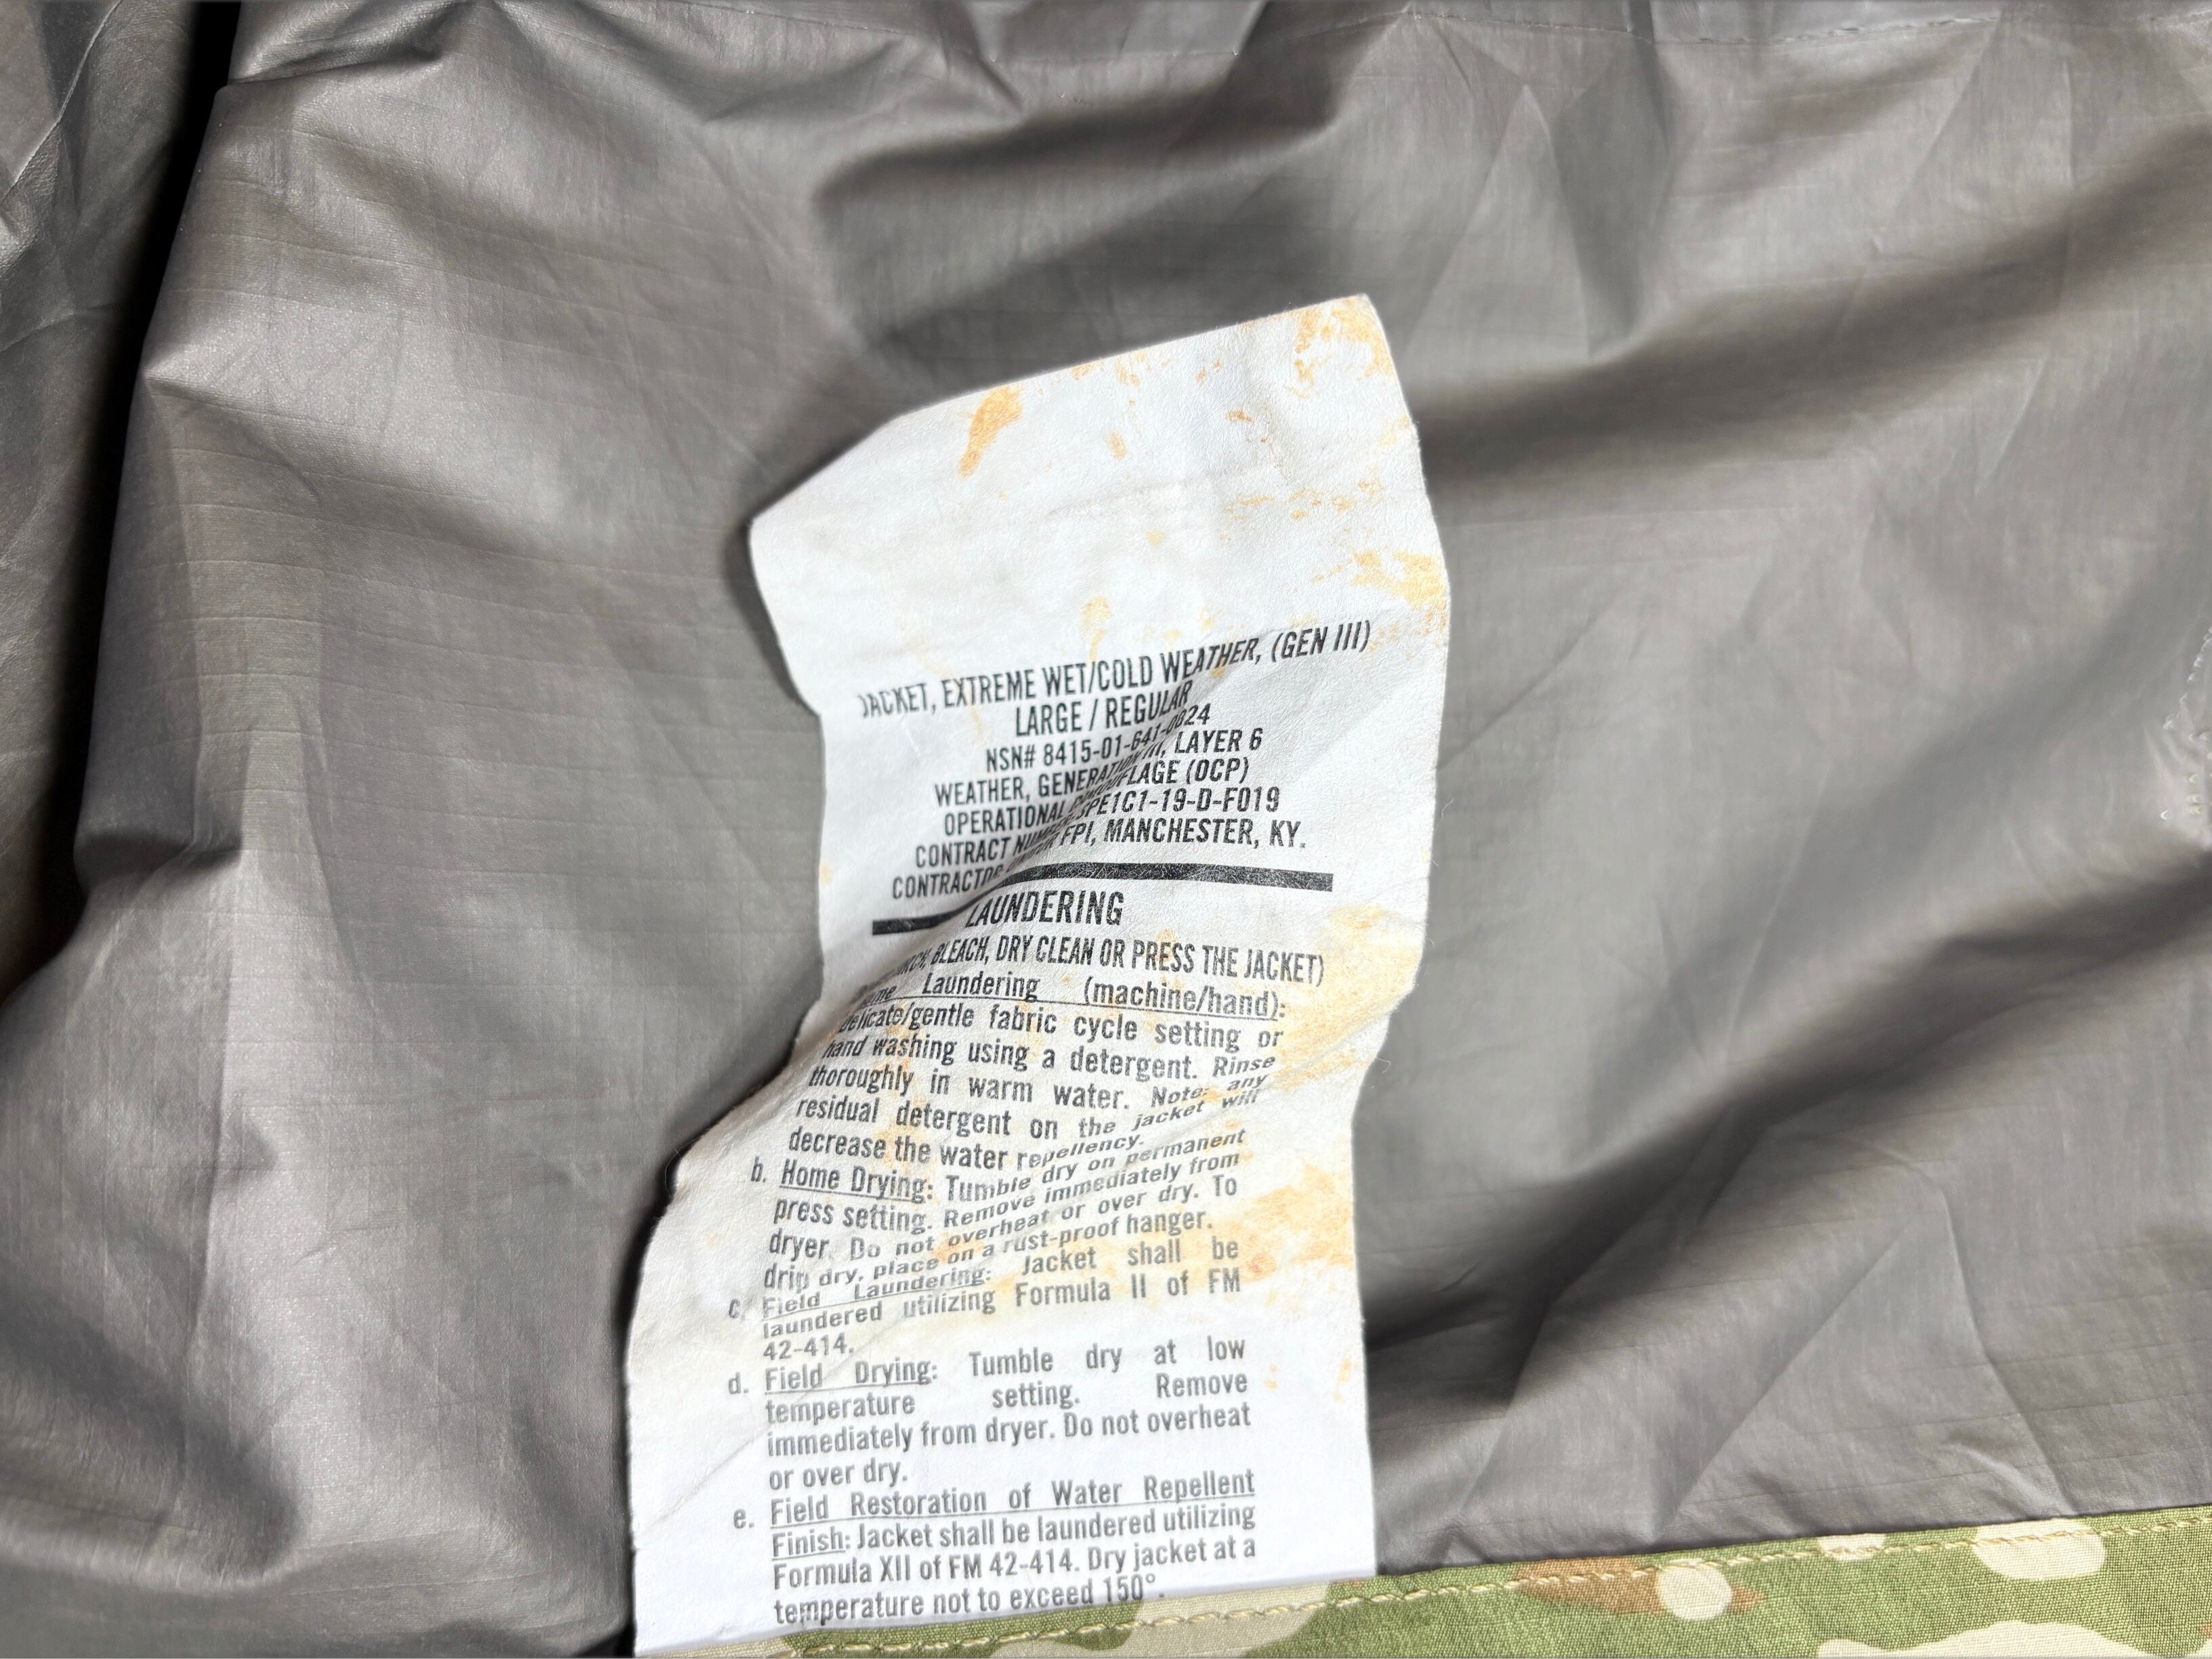 JACKET, EXTREME WET/COLD WEATHER, (GEN III)
LARGE / REGULAR
NSN# 8415-01-641-0824
WEATHER, GENERATION III, LAYER 6
OPERATIONAL CAMOUFLAGE (OCP)
CONTRACT NUMBER SPE1C1-19-D-F019
CONTRACTOR FPI, MANCHESTER, KY.
LAUNDERING
BLEACH, DRY CLEAN OR PRESS THE JACKET)
Laundering (machine/hand):
Delicate/gentle fabric cycle setting or
hand washing using a detergent. Rinse
thoroughly in warm water. Note: any
residual detergent on the jacket will
decrease the water repellency.
b. Home Drying: Tumble dry on permanent
press setting. Remove immediately from
dryer. Do not overheat or over dry. To
drip dry, place on a rust-proof hanger.
c. Field Laundering: Jacket shall be
laundered utilizing Formula II of FM
42-414.
d. Field Drying: Tumble dry at low
temperature setting. Remove
immediately from dryer. Do not overheat
or over dry.
e. Field Restoration of Water Repellent
Finish: Jacket shall be laundered utilizing
Formula XII of FM 42-414. Dry jacket at a
temperature not to exceed 150°.